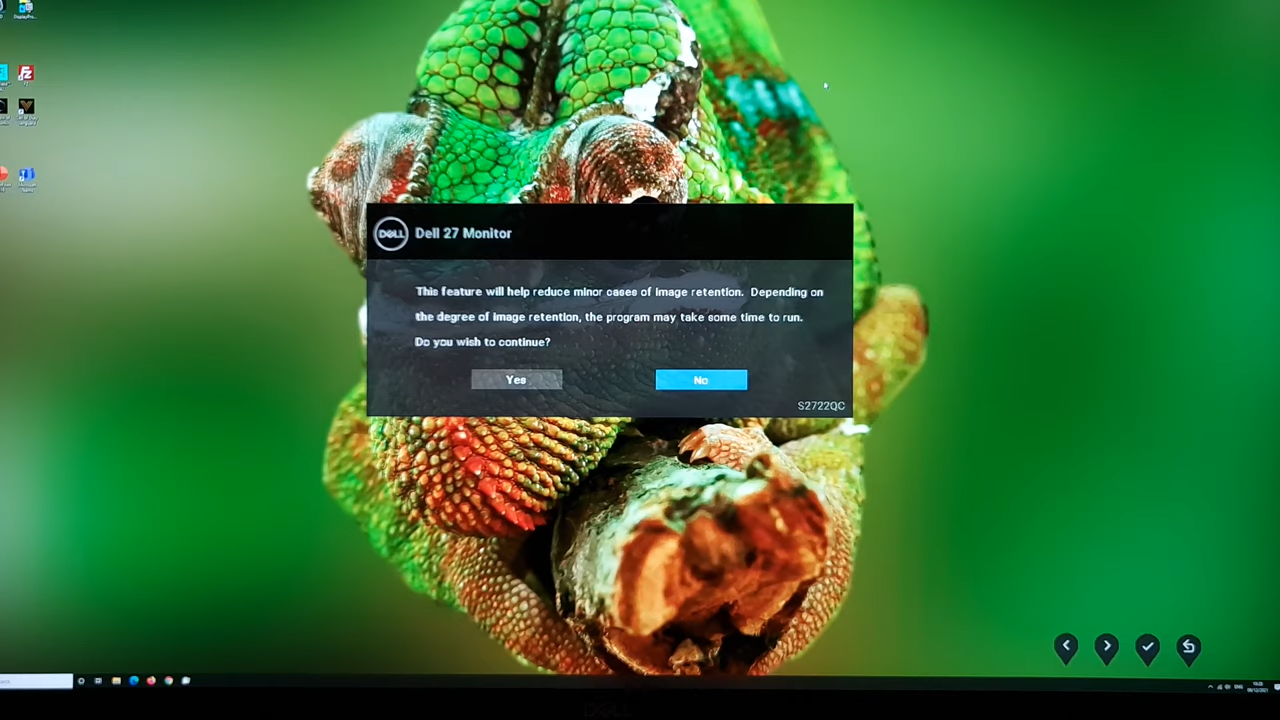 DELL
Dell 27 Monitor
This feature will help reduce minor cases of image retention. Depending on
the degree of image retention, the program may take some time to run.
Do you wish to continue?
Yes
No
S2722QC